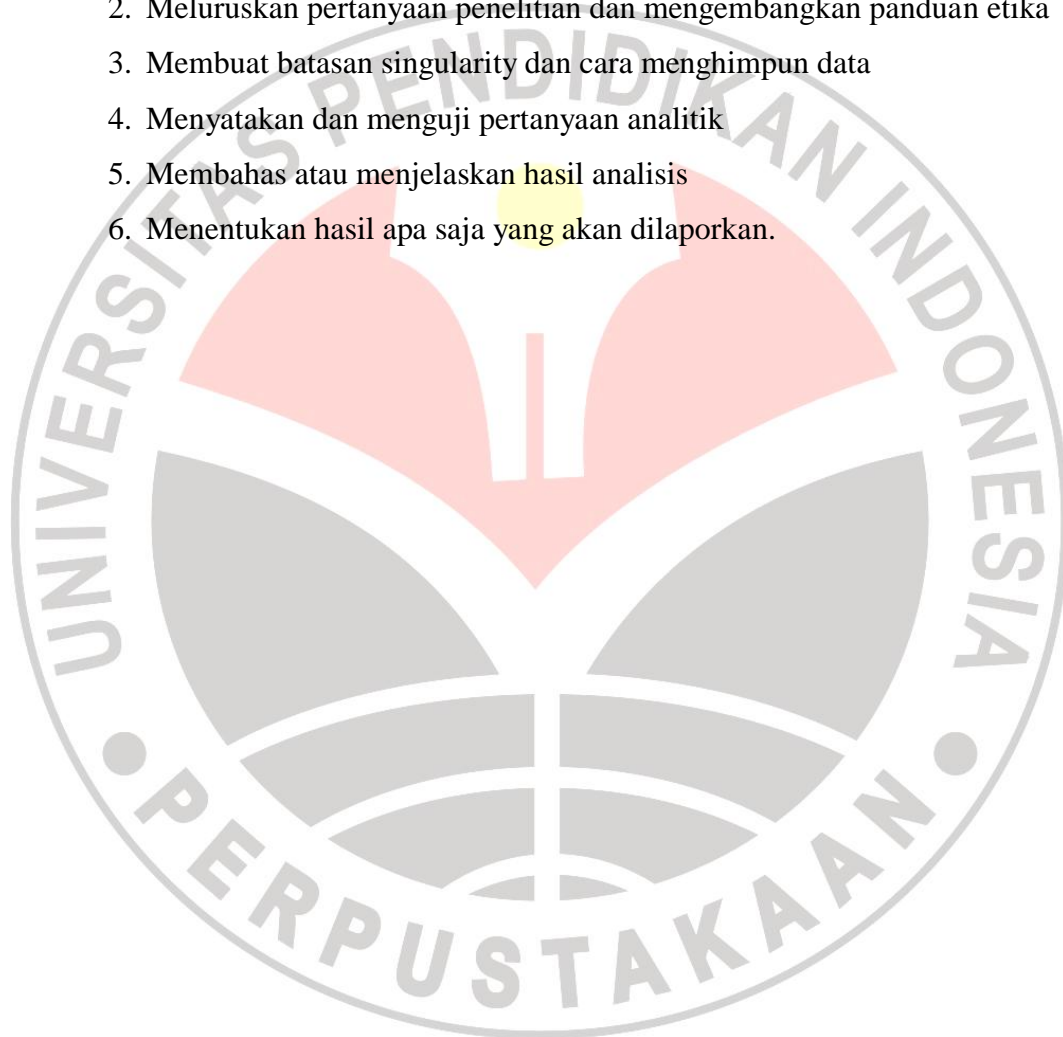 2. Meluruskan pertanyaan penelitian dan mengembangkan panduan etika
3. Membuat batasan singularity dan cara menghimpun data
4. Menyatakan dan menguji pertanyaan analitik
5. Membahas atau menjelaskan hasil analisis
6. Menentukan hasil apa saja yang akan dilaporkan.
UNIVERSITAS PENDIDIKAN INDONESIA
PERPUSTAKAAN